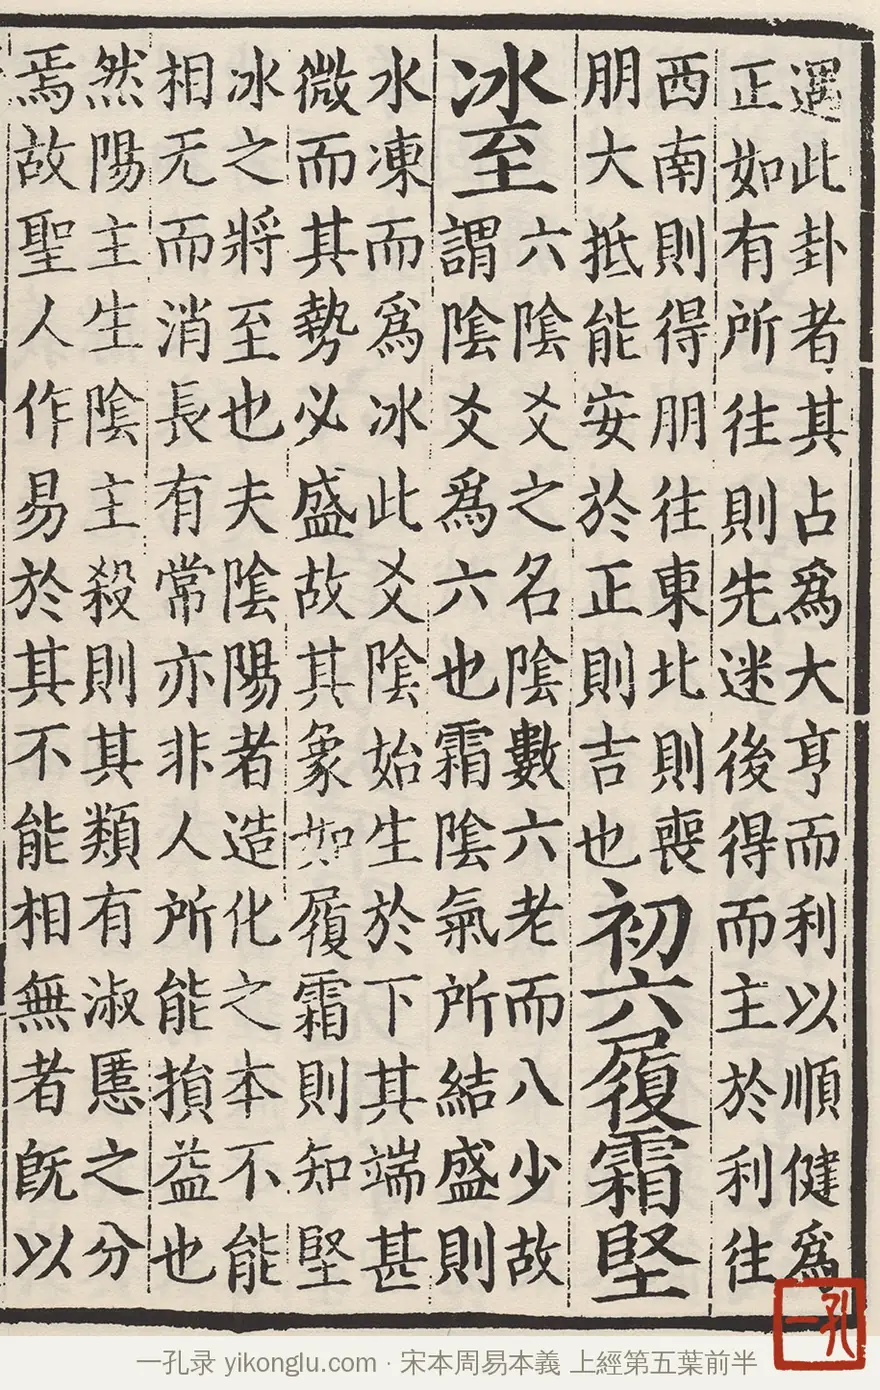 遇此卦者其占爲大亨而利以順健爲
正如有所往則先迷後得而主於利往
西南則得朋往東北則喪
朋大抵能安於正則吉也
初六履霜堅
冰至
六陰爻之名陰數六老而八少故
謂陰爻爲六也霜陰氣所結盛則
水凍而爲冰此爻陰始生於下其端甚
微而其勢必盛故其象如履霜則知堅
冰之將至也夫陰陽者造化之本不能
相无而消長有常亦非人所能損益也
然陽主生陰主殺則其類有淑慝之分
焉故聖人作易於其不能相無者旣以
一孔
一孔录 yikonglu.com · 宋本周易本義 上經第五葉前半